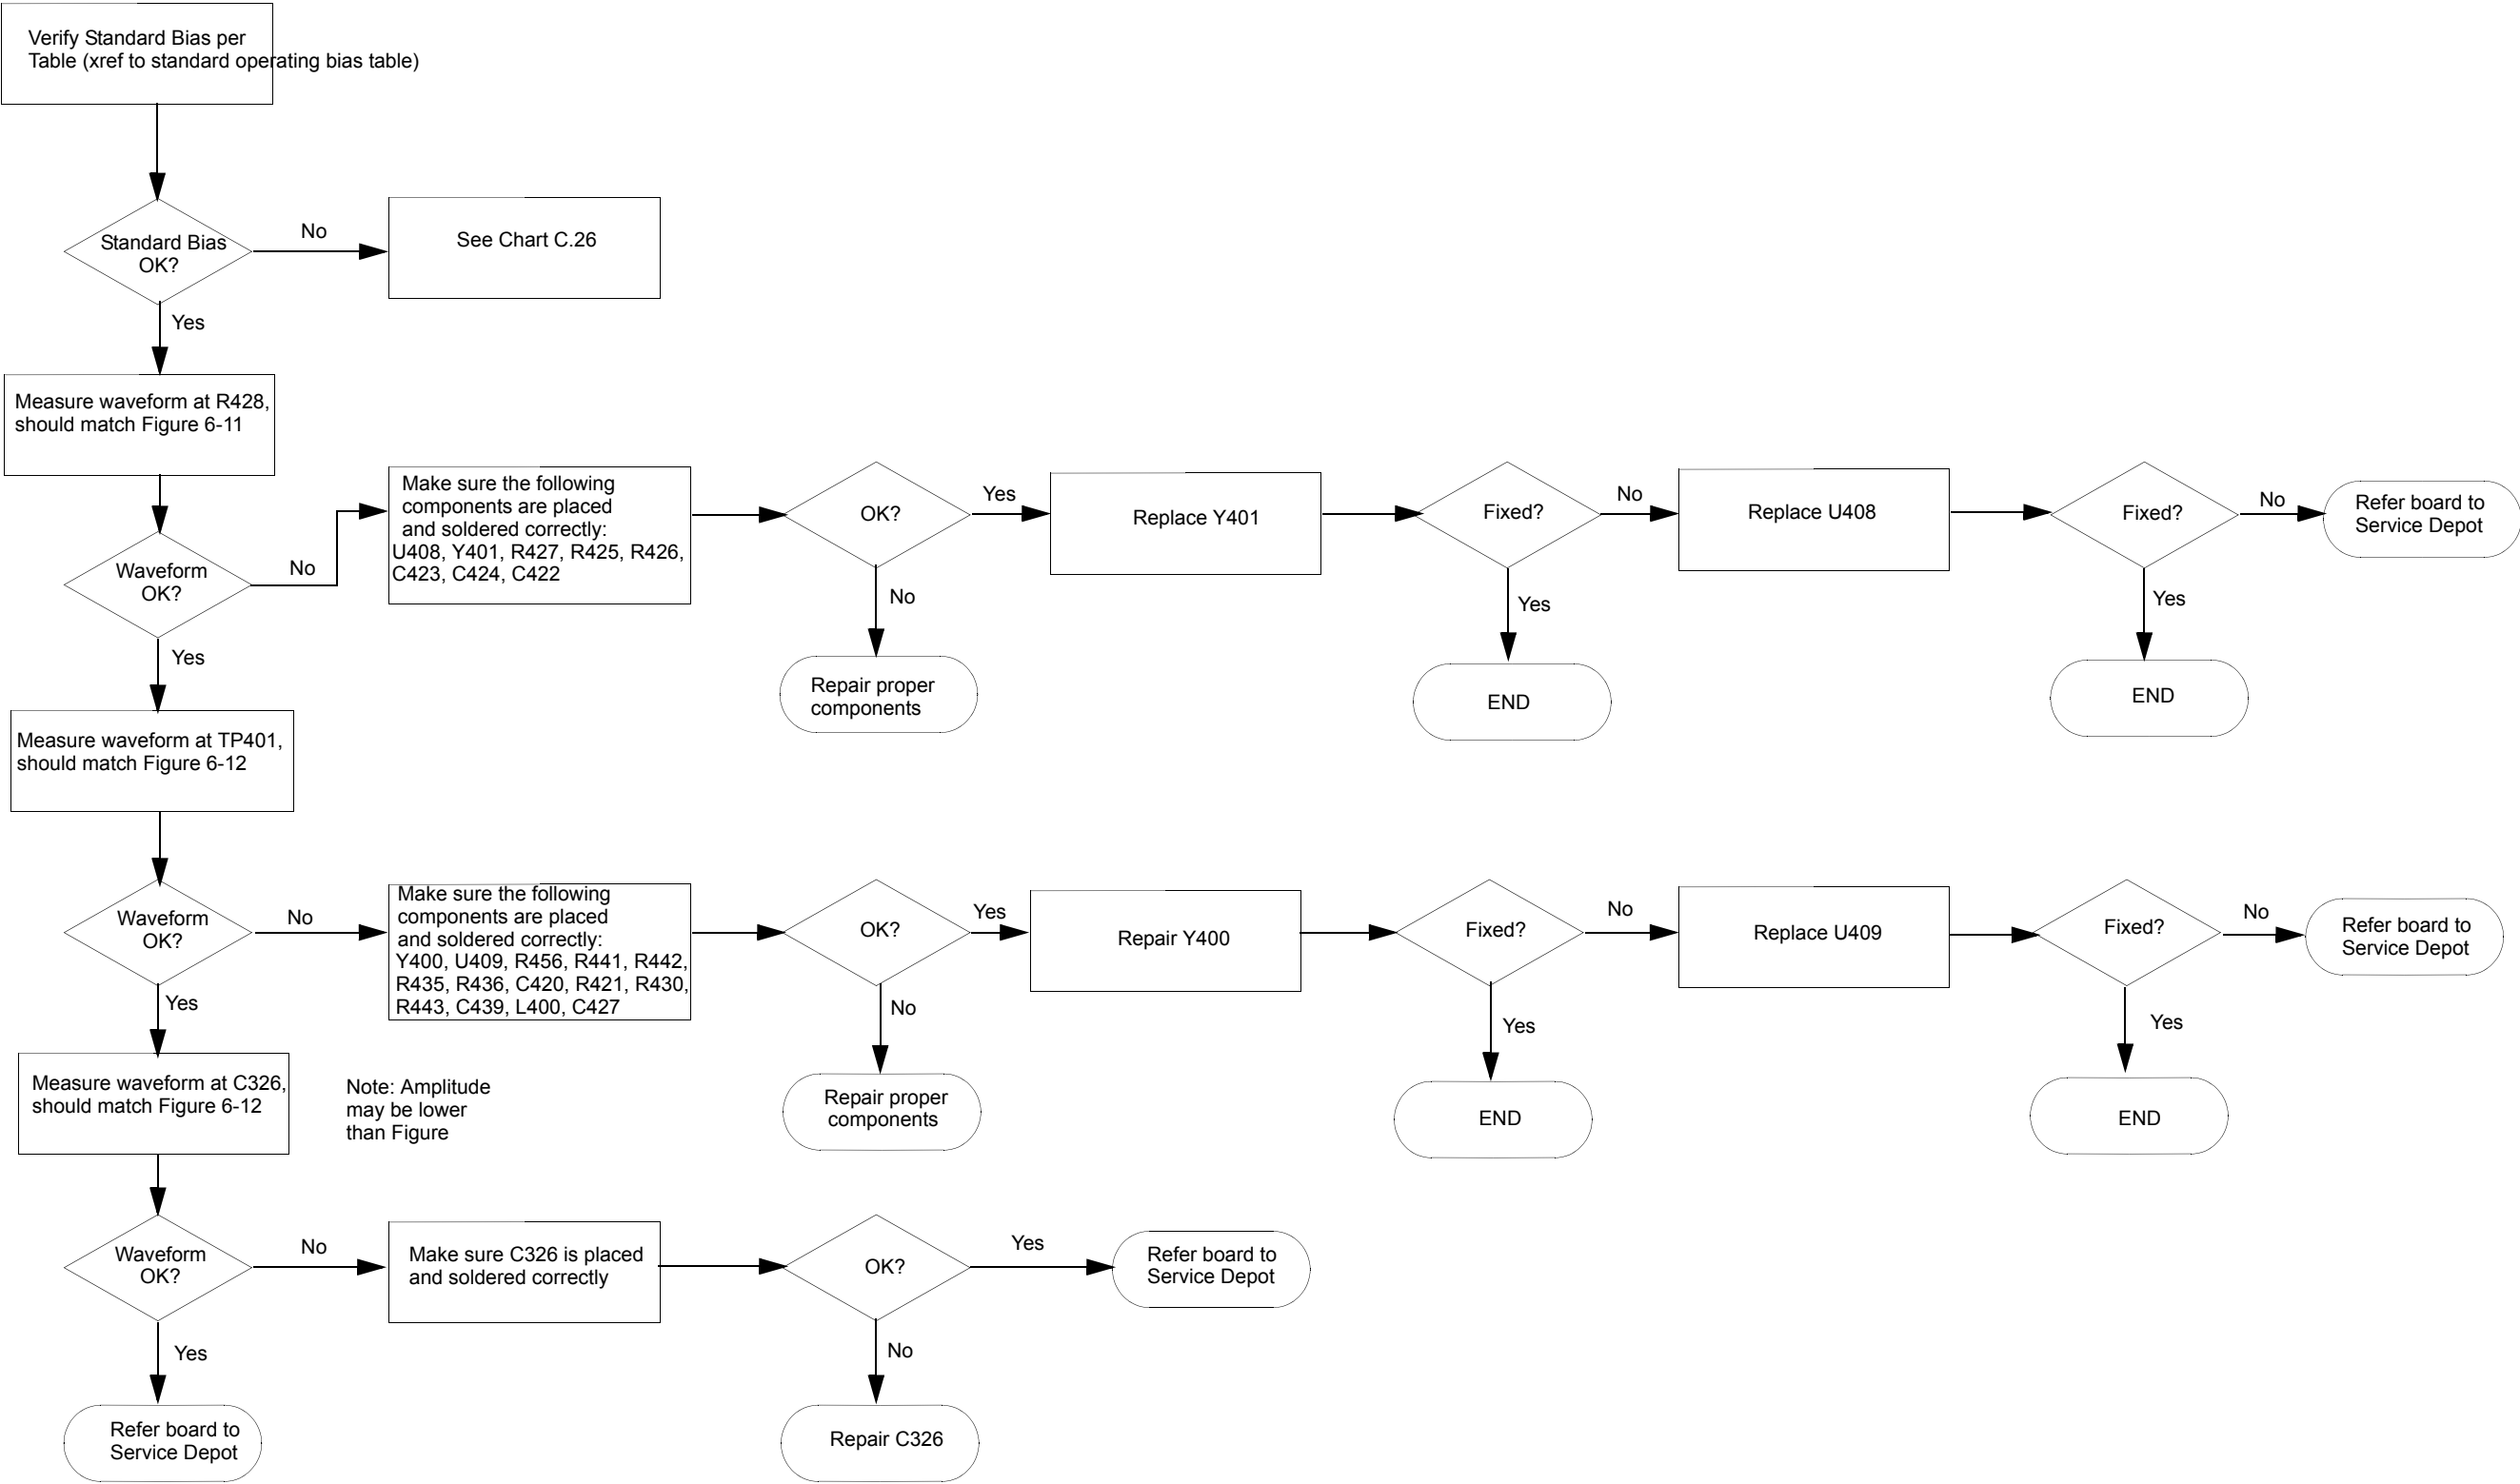 Verify Standard Bias per
Table (xref to standard operating bias table)
Standard Bias
OK?
No
See Chart C.26
Yes
Measure waveform at R428,
should match Figure 6-11
Waveform
OK?
No
Make sure the following
components are placed
and soldered correctly:
U408, Y401, R427, R425, R426,
C423, C424, C422
OK?
Yes
Replace Y401
Fixed?
No
Replace U408
Fixed?
No
Refer board to
Service Depot
No
Repair proper
components
Yes
END
Yes
END
Yes
Measure waveform at TP401,
should match Figure 6-12
Waveform
OK?
No
Make sure the following
components are placed
and soldered correctly:
Y400, U409, R456, R441, R442,
R435, R436, C420, R421, R430,
R443, C439, L400, C427
OK?
Yes
Repair Y400
Fixed?
No
Replace U409
Fixed?
No
Refer board to
Service Depot
No
Repair proper
components
Yes
END
Yes
END
Yes
Measure waveform at C326,
should match Figure 6-12
Note: Amplitude
may be lower
than Figure
Waveform
OK?
No
Make sure C326 is placed
and soldered correctly
OK?
Yes
Refer board to
Service Depot
No
Repair C326
Yes
Refer board to
Service Depot